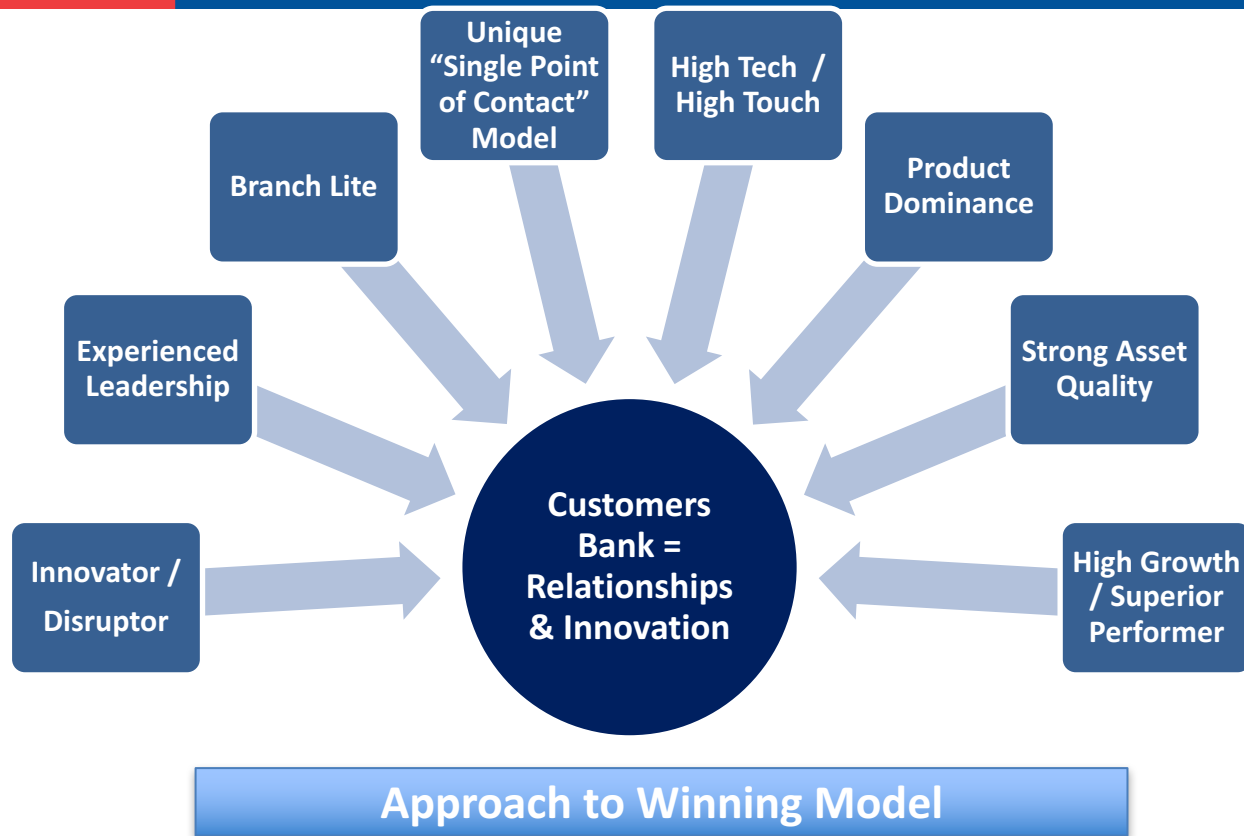 Innovator /
Disruptor
Experienced
Leadership
Branch Lite
Unique
“Single Point
of Contact”
Model
High Tech /
High Touch
Product
Dominance
Strong Asset
Quality
High Growth
/ Superior
Performer
Customers
Bank =
Relationships
& Innovation
Approach to Winning Model